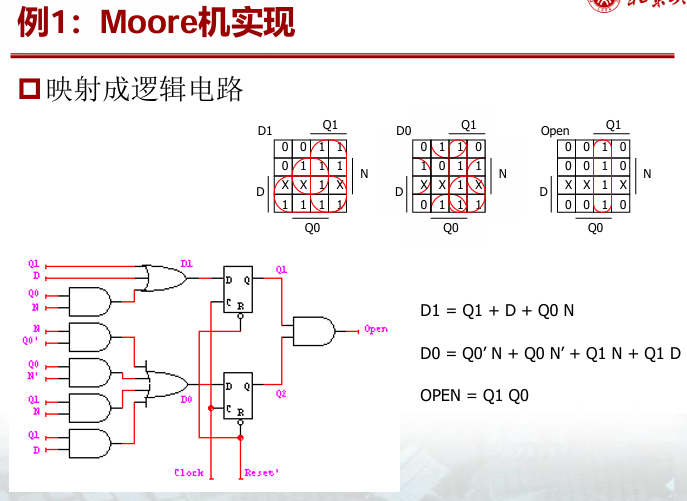 例1：Moore机实现
映射成逻辑电路
D1 Q1
0 0 1 1
0 1 1 1
X X 1 X
1 1 1 1
D N
Q0
D0 Q1
0 1 1 0
1 0 1 1
X X 1 X
0 1 1 1
D N
Q0
Open Q1
0 0 1 0
0 0 1 0
X X 1 X
0 0 1 0
D N
Q0
Q1
D
Q0
N
N
Q0'
Q0
N'
Q1
N
Q1
D
D1
D Q
C
R
Q1
D0
D Q
C
R
Q2
Open
Clock
Reset'
D1 = Q1 + D + Q0 N
D0 = Q0’ N + Q0 N’ + Q1 N + Q1 D
OPEN = Q1 Q0